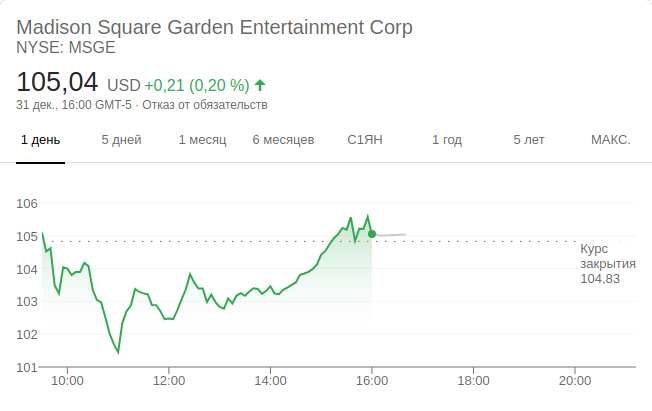 Madison Square Garden Entertainment Corp
NYSE: MSGE
105,04 USD +0,21 (0,20 %)
31 дек., 16:00 GMT-5 · Отказ от обязательств
1 день 5 дней 1 месяц 6 месяцев С1ЯН 1 год 5 лет МАКС.
106
105
Курс
закрытия
104,83
104
103
102
101
10:00 12:00 14:00 16:00 18:00 20:00